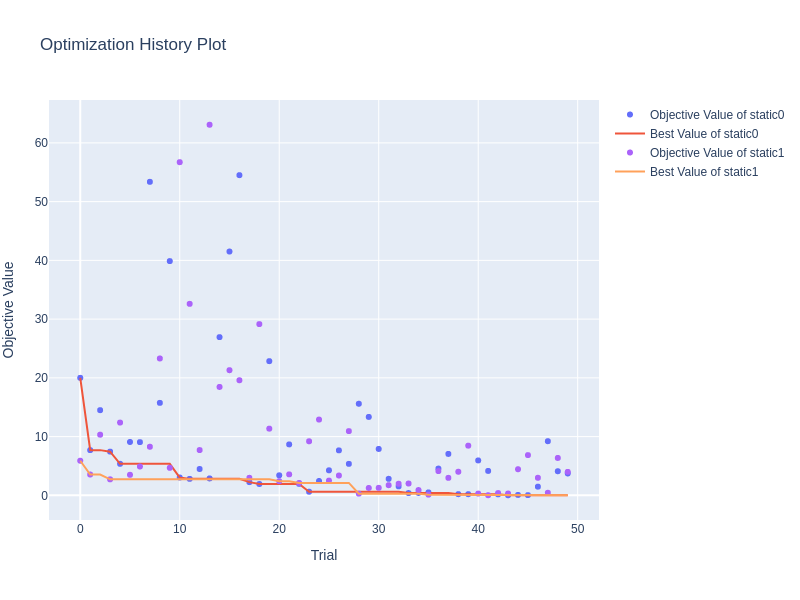 Optimization History Plot
Objective Value
60
50
40
30
20
10
0
0
10
20
30
40
50
Trial
Objective Value of static0
Best Value of static0
Objective Value of static1
Best Value of static1